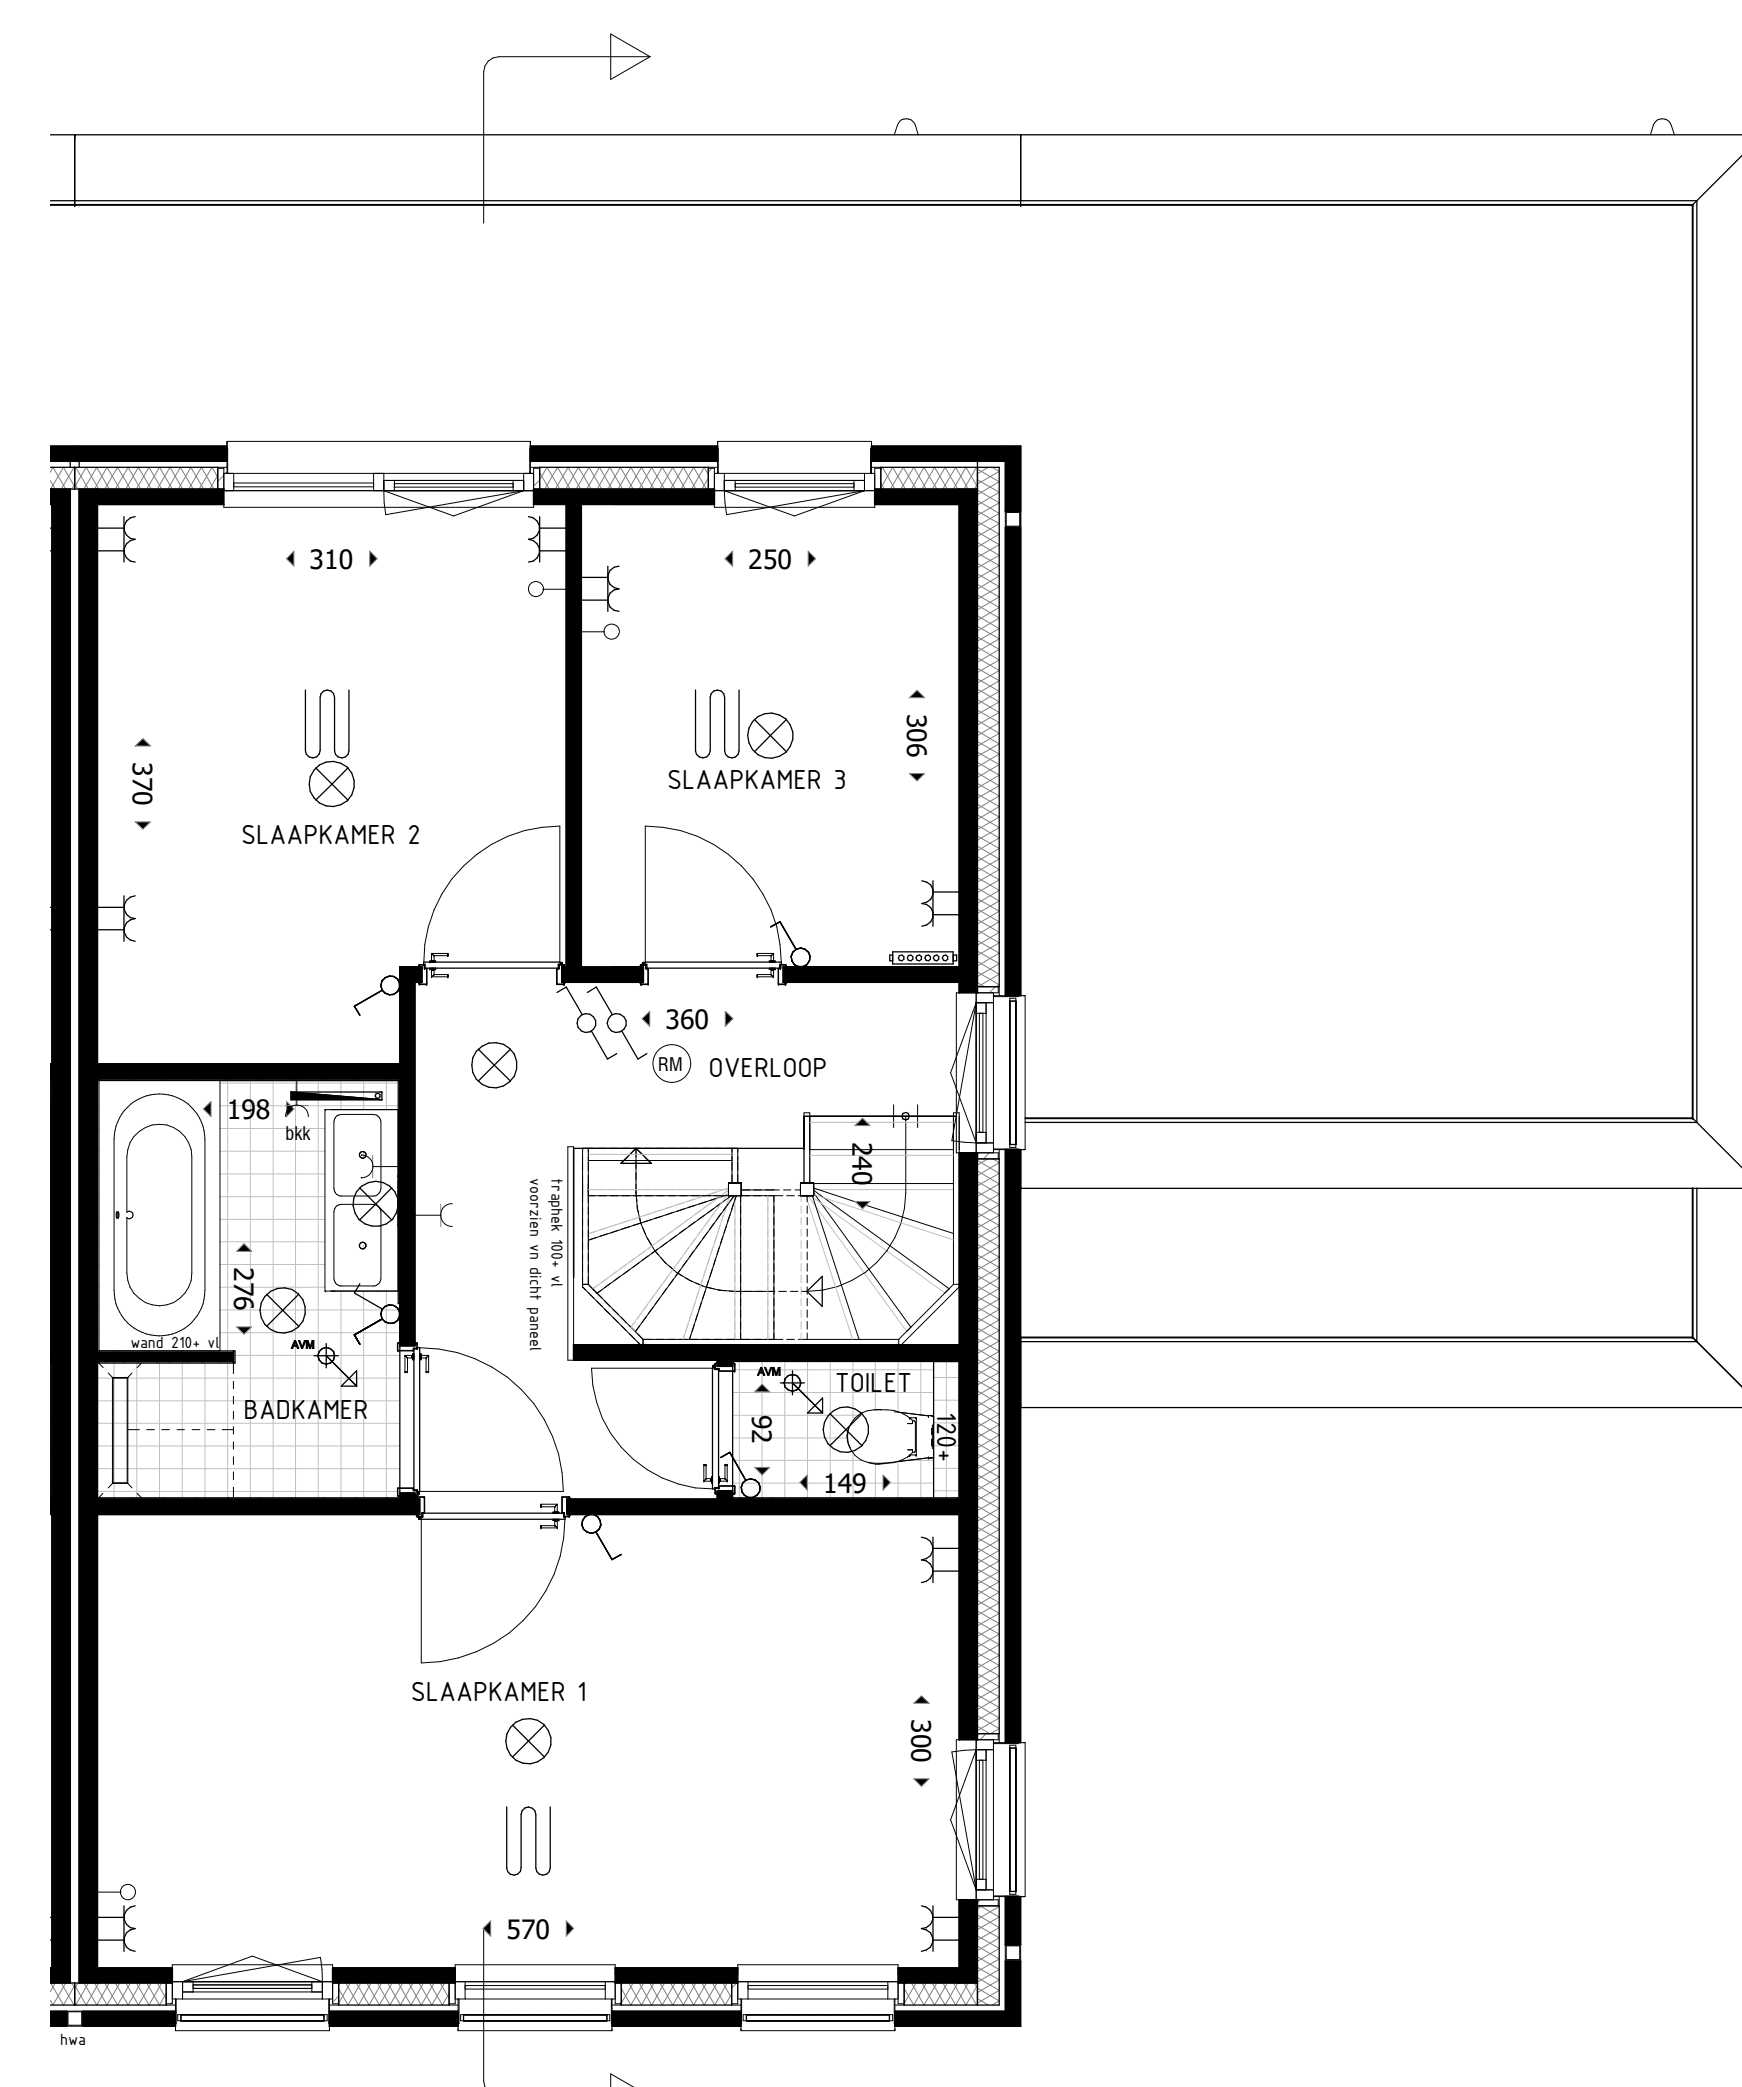 310
250
306
370
SLAAPKAMER 3
SLAAPKAMER 2
360
RM
OVERLOOP
198
bkk
240
traphek 100+ vl
voorzien vn dicht paneel
276
wand 210+ vl
AVM
BADKAMER
AVM
TOILET
92
120+
149
SLAAPKAMER 1
300
570
hwa